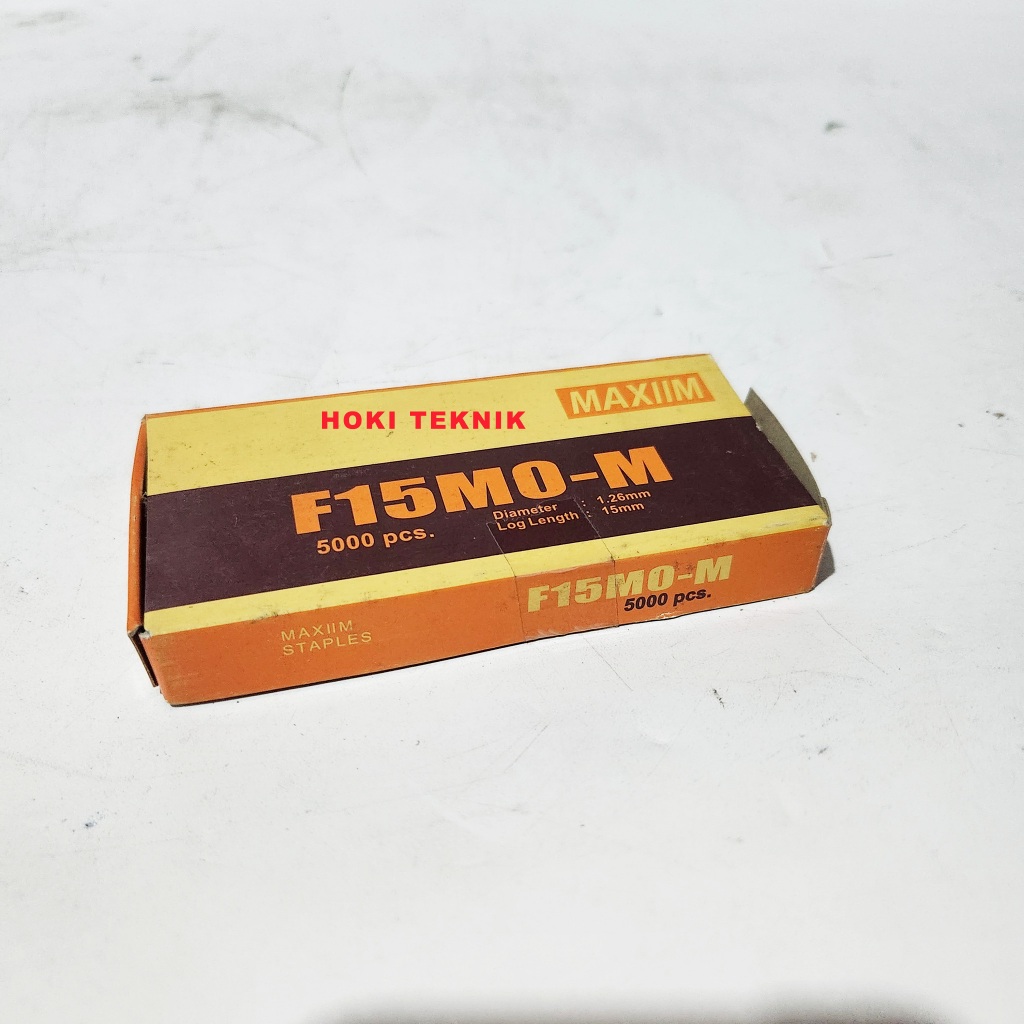 MAXIIM
HOKI TEKNIK
F15MO-M
5000 pcs.
Diameter : 1.26mm
Log Length : 15mm
F15MO-M
5000 pcs.
MAXIIM
STAPLES